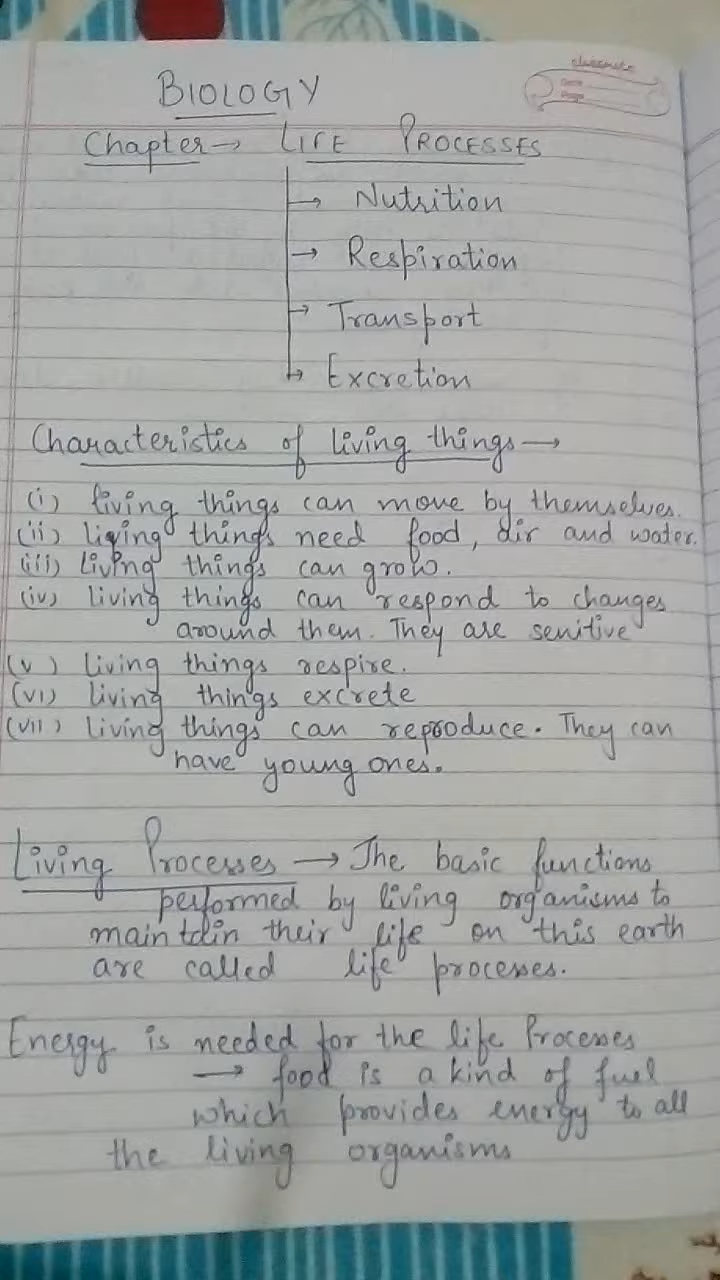 classmate
Date
Page
BIOLOGY
Chapter → LIFE PROCESSES
→ Nutrition
→ Respiration
→ Transport
→ Excretion
Characteristics of living things →
(i) living things can move by themselves.
(ii) living things need food, air and water.
(iii) living things can grow.
(iv) living things can respond to changes
around them. They are senitive
(v) living things respire.
(vi) living things excrete
(vii) living things can reproduce. They can
have young ones.
Living Processes → The basic functions
performed by living organisms to
maintain their life on this earth
are called life processes.
Energy is needed for the life Processes
→ food is a kind of fuel
which provides energy to all
the living organisms